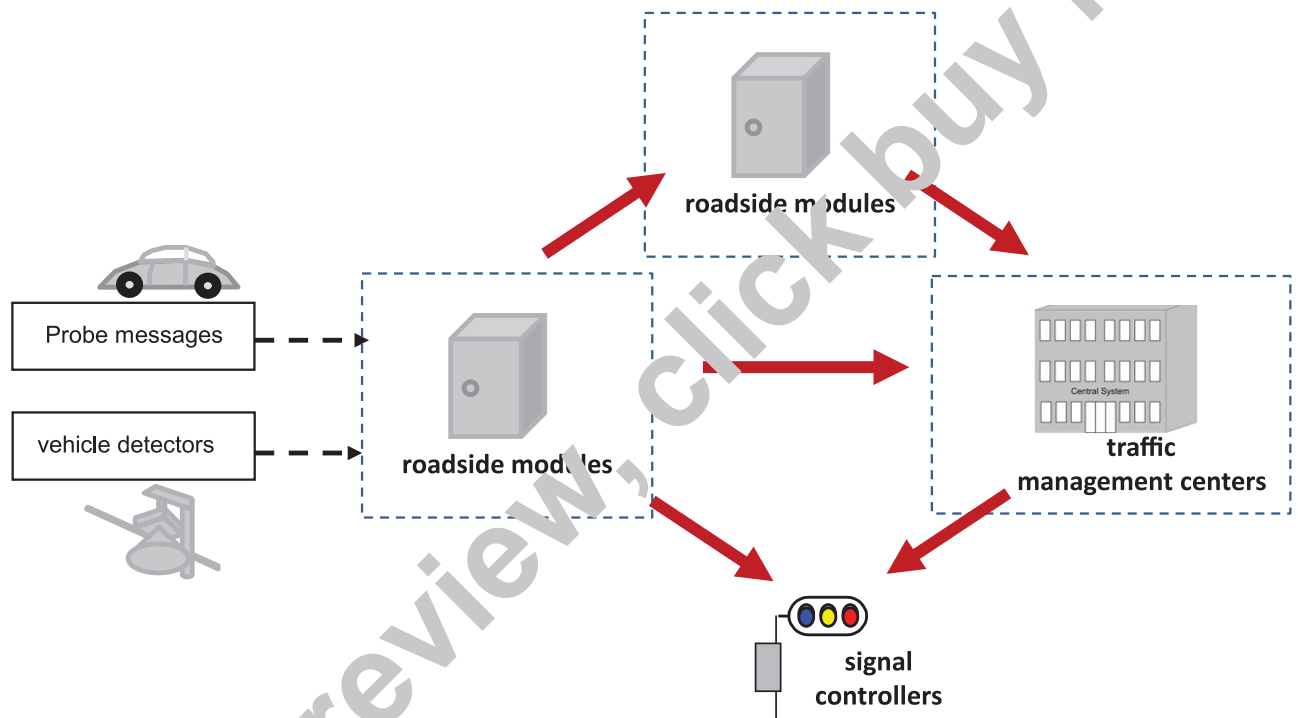 roadside modules
Probe messages
vehicle detectors
roadside modules
Central System
traffic
management centers
signal
controllers
review, click buy